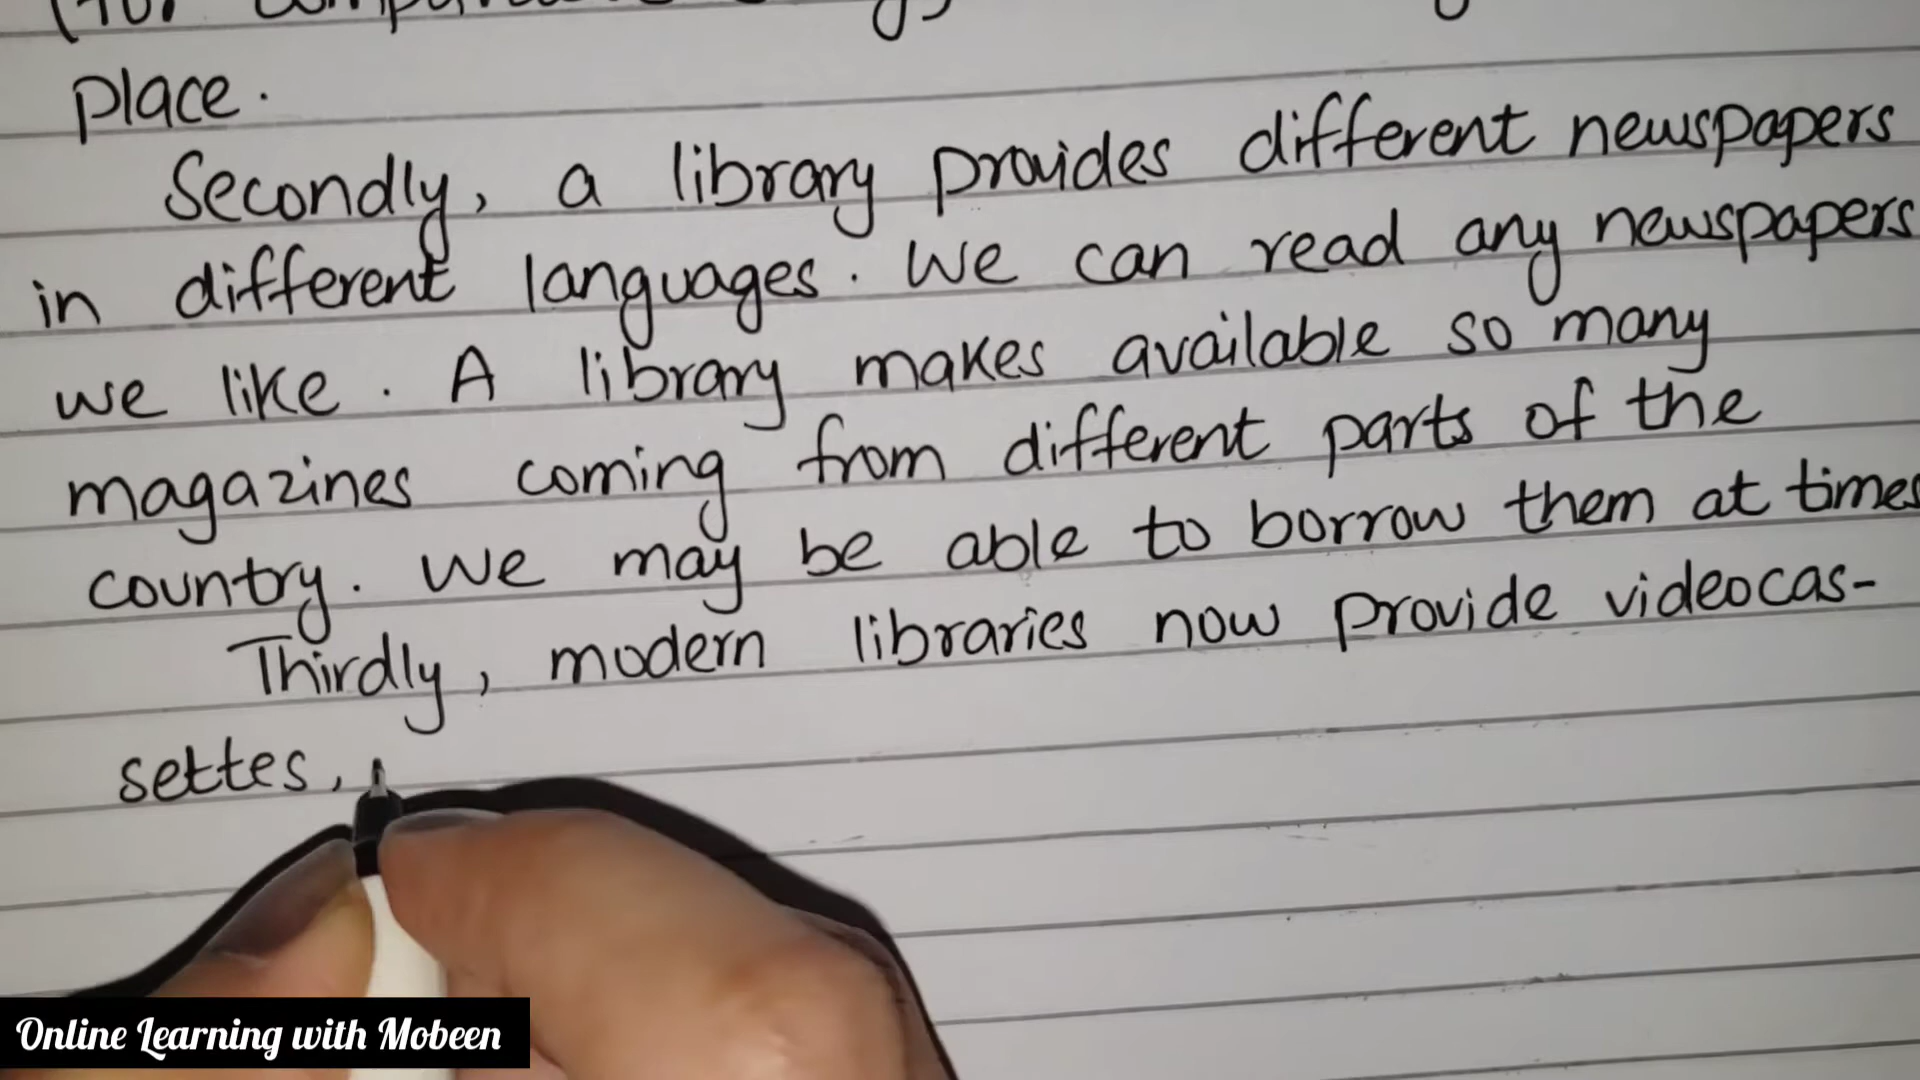 place.
Secondly, a library provides different newspapers
in different languages. We can read any newspapers
we like. A library makes available so many
magazines coming from different parts of the
country. We may be able to borrow them at times
Thirdly, modern libraries now provide videocas-
settes,
Online Learning with Mobeen